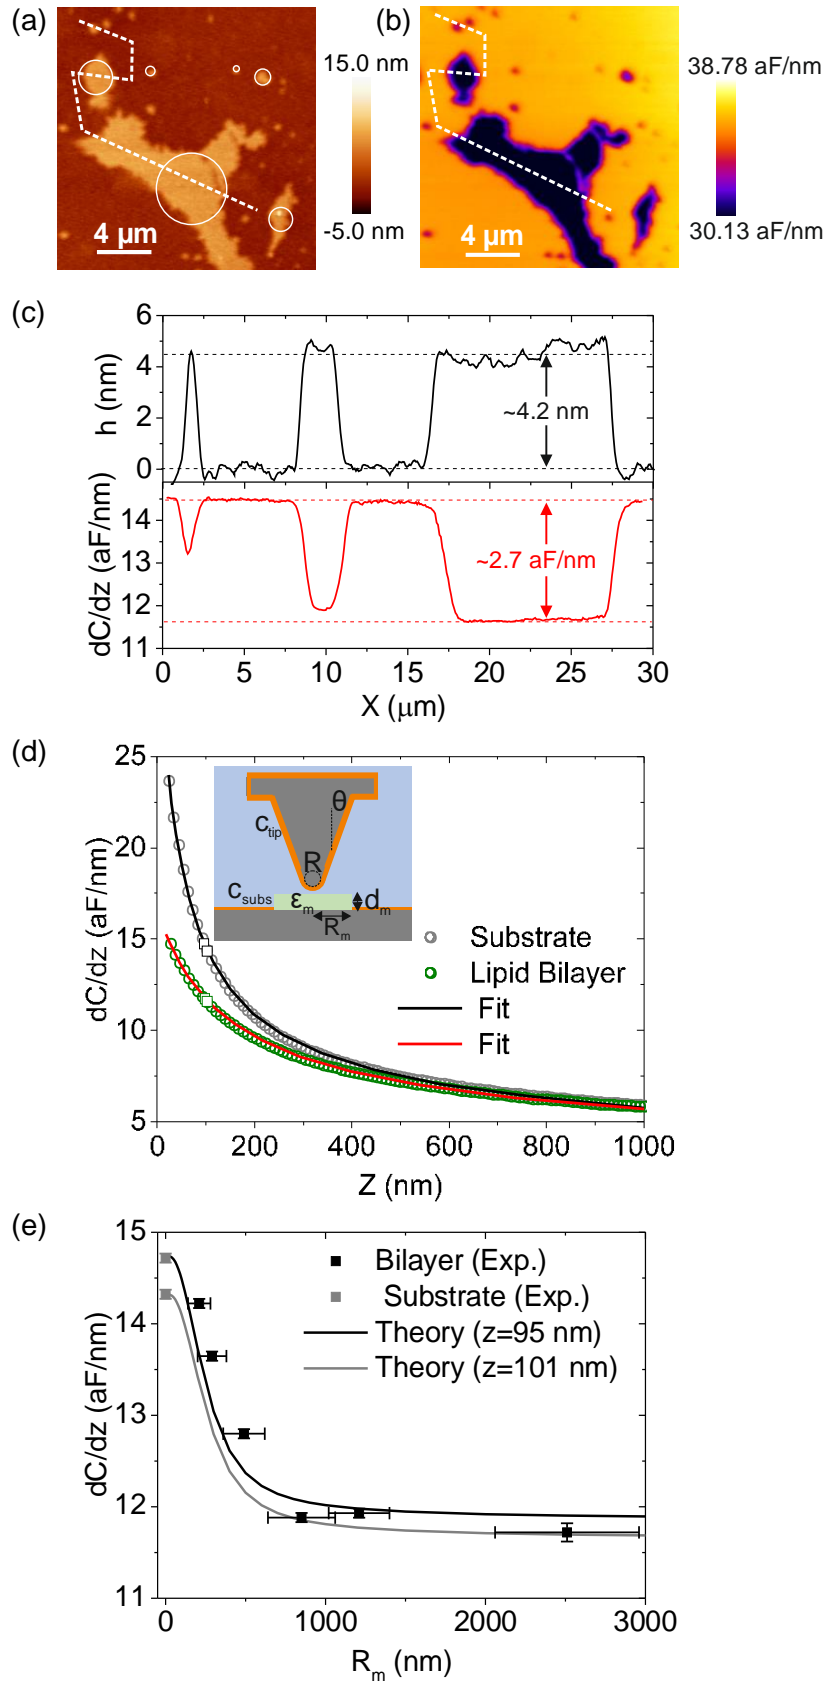 (a)
15.0 nm
-5.0 nm
4 µm
(b)
38.78 aF/nm
30.13 aF/nm
4 µm
(c)
6
4
2
0
h (nm)
~4.2 nm
14
12
11
dC/dz (aF/nm)
~2.7 aF/nm
0 5 10 15 20 25 30
X (µm)
(d)
25
20
15
10
5
dC/dz (aF/nm)
θ
c_tip
R
c_subs
ε_m
d_m
R_m
Substrate
Lipid Bilayer
Fit
Fit
0 200 400 600 800 1000
Z (nm)
(e)
15
14
13
12
11
dC/dz (aF/nm)
Bilayer (Exp.)
Substrate (Exp.)
Theory (z=95 nm)
Theory (z=101 nm)
0 1000 2000 3000
R_m (nm)